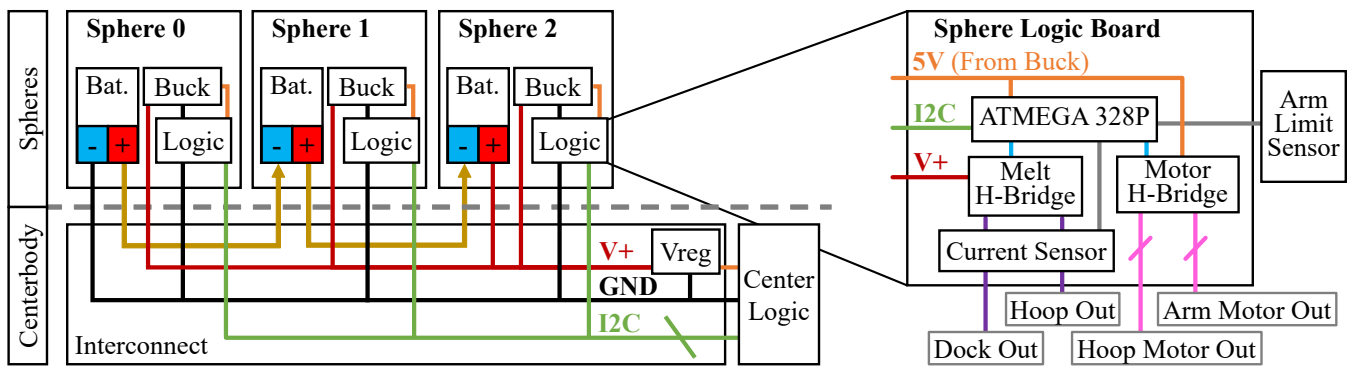 Spheres
Centerbody
Sphere 0
Bat.
Buck
- +
Logic
Sphere 1
Bat.
Buck
- +
Logic
Sphere 2
Bat.
Buck
- +
Logic
V+
Vreg
GND
I2C
Interconnect
Center
Logic
Sphere Logic Board
5V (From Buck)
I2C
ATMEGA 328P
V+
Melt
H-Bridge
Motor
H-Bridge
Current Sensor
Arm
Limit
Sensor
Hoop Out
Arm Motor Out
Dock Out
Hoop Motor Out